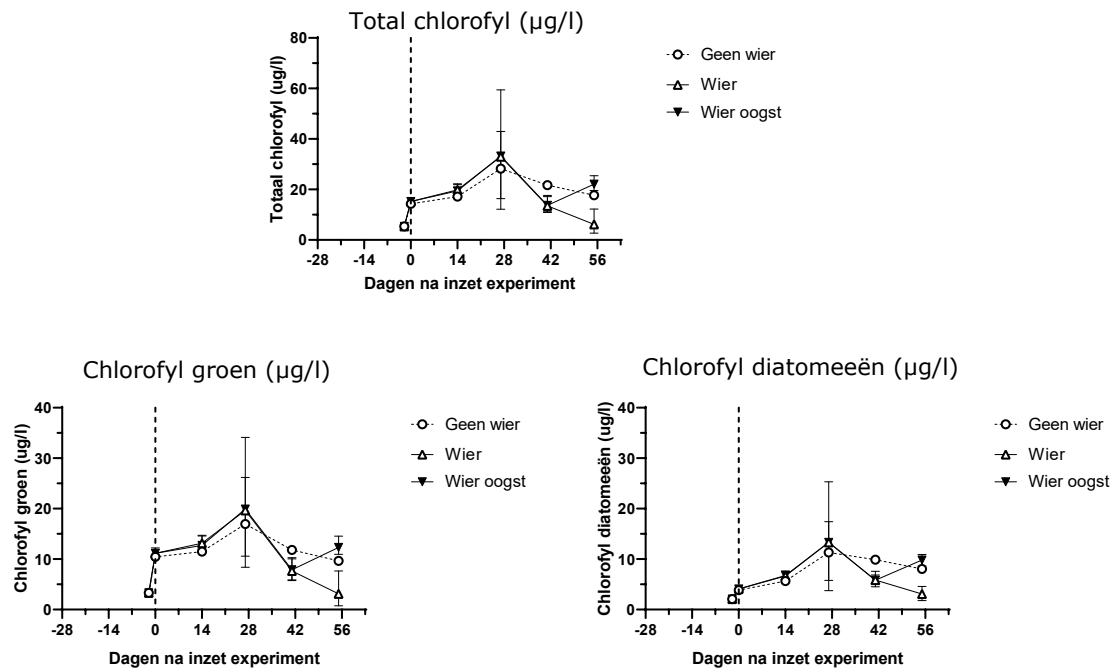 Total chlorofyl (µg/l)
80
60
40
20
0
Totaal chlorofyl (ug/l)
-28 -14 0 14 28 42 56
Dagen na inzet experiment
Geen wier
Wier
Wier oogst
Chlorofyl groen (µg/l)
40
30
20
10
0
Chlorofyl groen (ug/l)
-28 -14 0 14 28 42 56
Dagen na inzet experiment
Geen wier
Wier
Wier oogst
Chlorofyl diatomeeën (µg/l)
40
30
20
10
0
Chlorofyl diatomeeën (ug/l)
-28 -14 0 14 28 42 56
Dagen na inzet experiment
Geen wier
Wier
Wier oogst